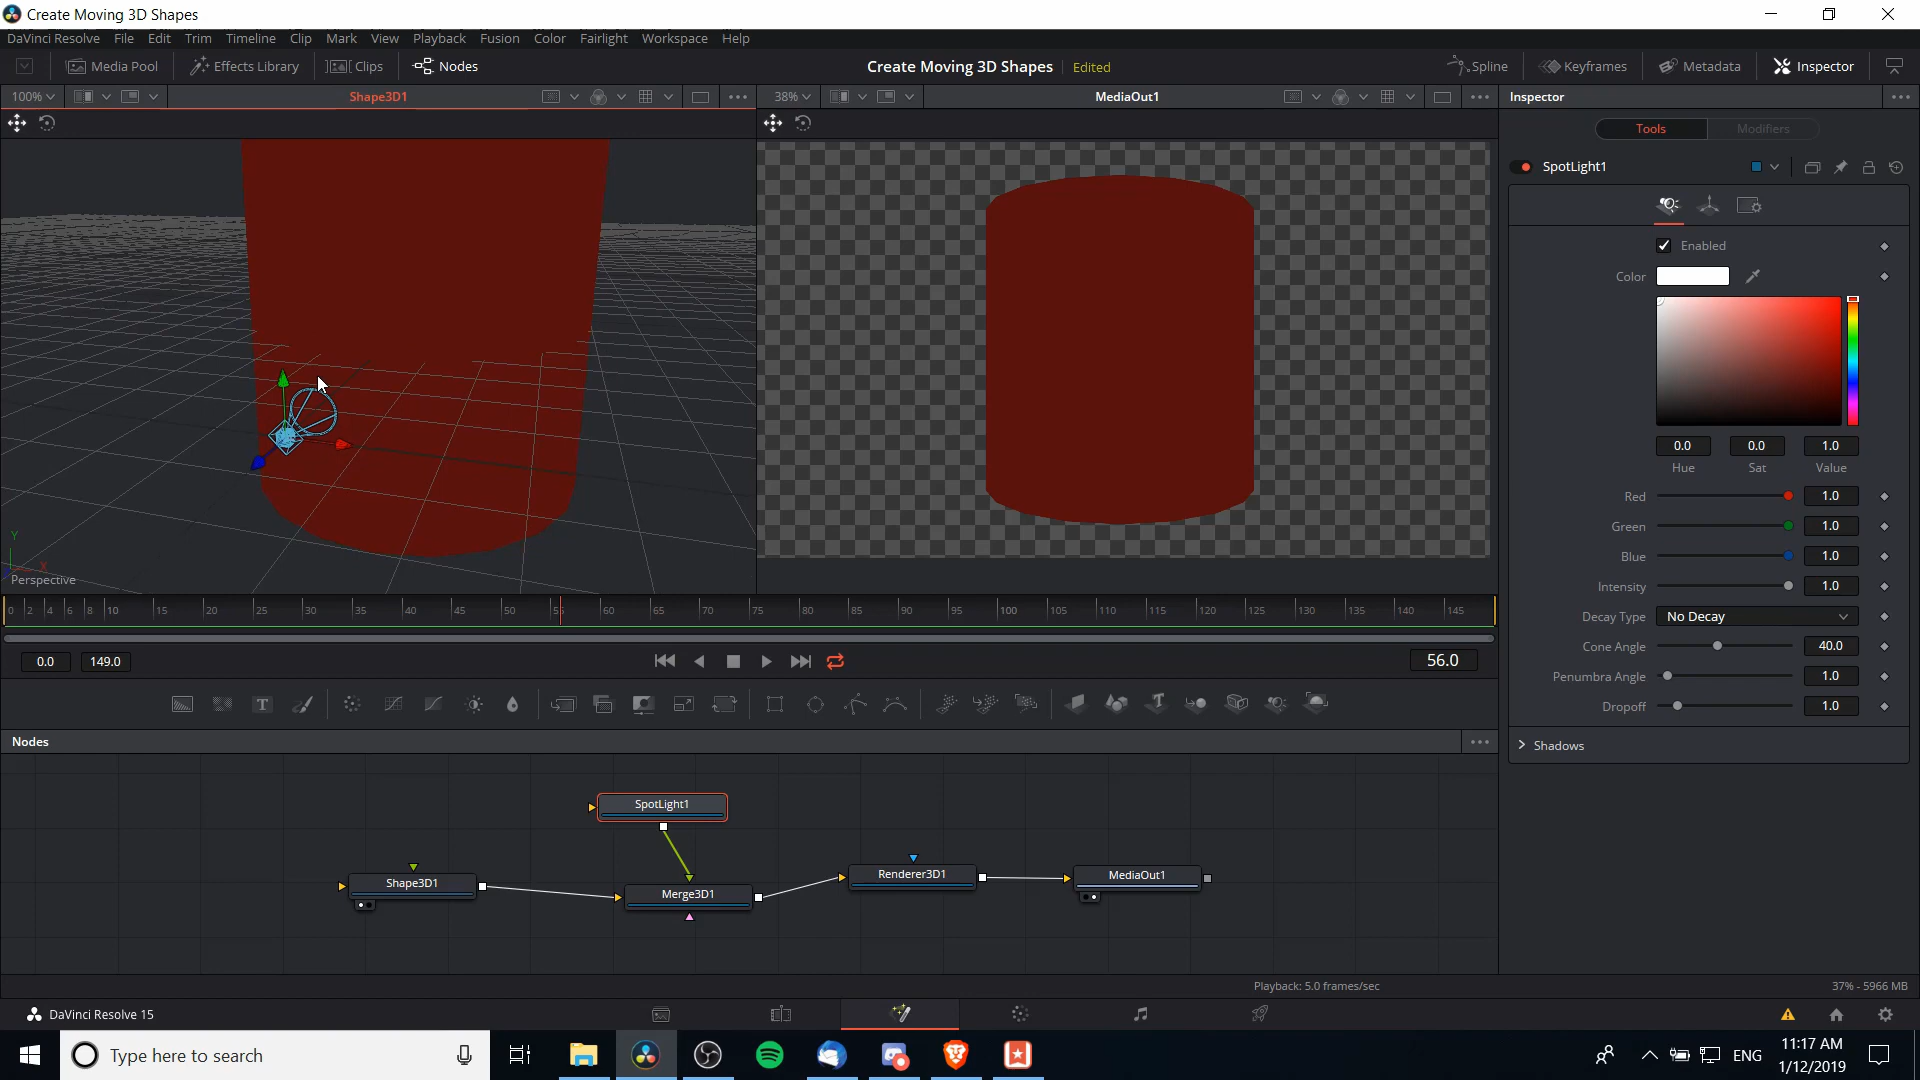 Create Moving 3D Shapes
DaVinci Resolve File Edit Trim Timeline Clip Mark View Playback Fusion Color Fairlight Workspace Help
Media Pool Effects Library Clips Nodes Create Moving 3D Shapes Edited Spline Keyframes Metadata Inspector
100% Shape3D1 38% MediaOut1 Inspector
Tools Modifiers
SpotLight1
Enabled
Color
0.0 0.0 1.0
Hue Sat Value
Red 1.0
Green 1.0
Blue 1.0
Intensity 1.0
Decay Type No Decay
Cone Angle 40.0
Penumbra Angle 1.0
Dropoff 1.0
Shadows
Y
X
Perspective
0 2 4 6 8 10 15 20 25 30 35 40 45 50 55 60 65 70 75 80 85 90 95 100 105 110 115 120 125 130 135 140 145
0.0 149.0 56.0
T T
Nodes
SpotLight1
Shape3D1 Merge3D1 Renderer3D1 MediaOut1
Playback: 5.0 frames/sec 37% - 5966 MB
DaVinci Resolve 15
Type here to search ENG 11:17 AM
1/12/2019